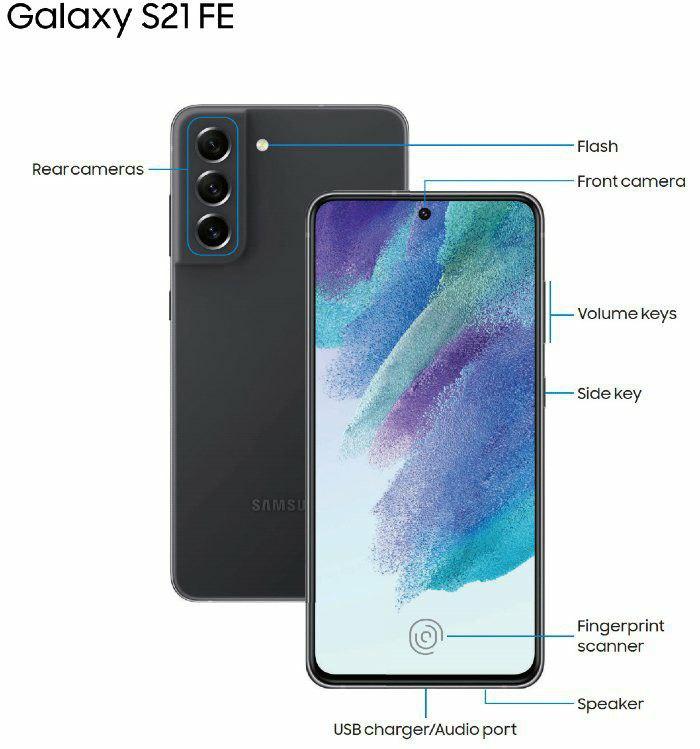 Galaxy S21 FE
Flash
Rear cameras
Front camera
Volume keys
Side key
SAMSU
Fingerprint
scanner
Speaker
USB charger/Audio port